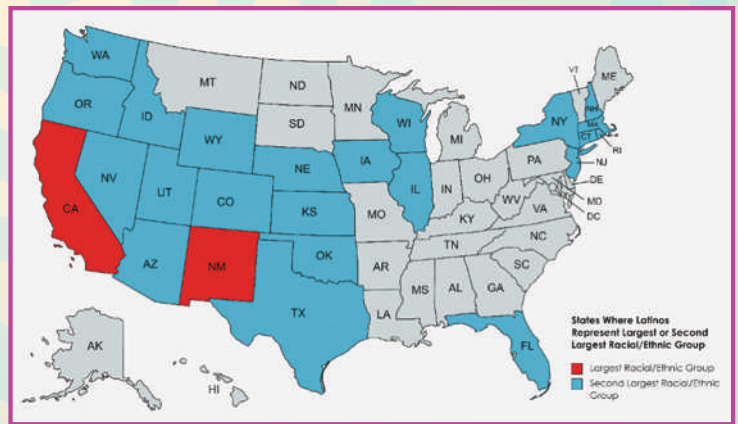 WA
MT
ND
MN
VT
ME
OR
ID
SD
WI
MI
NY
NH
MA
CT
RI
WY
NE
IA
PA
NJ
NV
UT
CO
IL
IN
OH
DE
MD
DC
WV
VA
CA
KS
MO
KY
AZ
NM
OK
AR
TN
NC
SC
TX
LA
MS
AL
GA
FL
AK
HI
States Where Latinos
Represent Largest or Second
Largest Racial/Ethnic Group
Largest Racial/Ethnic Group
Second Largest Racial/Ethnic
Group